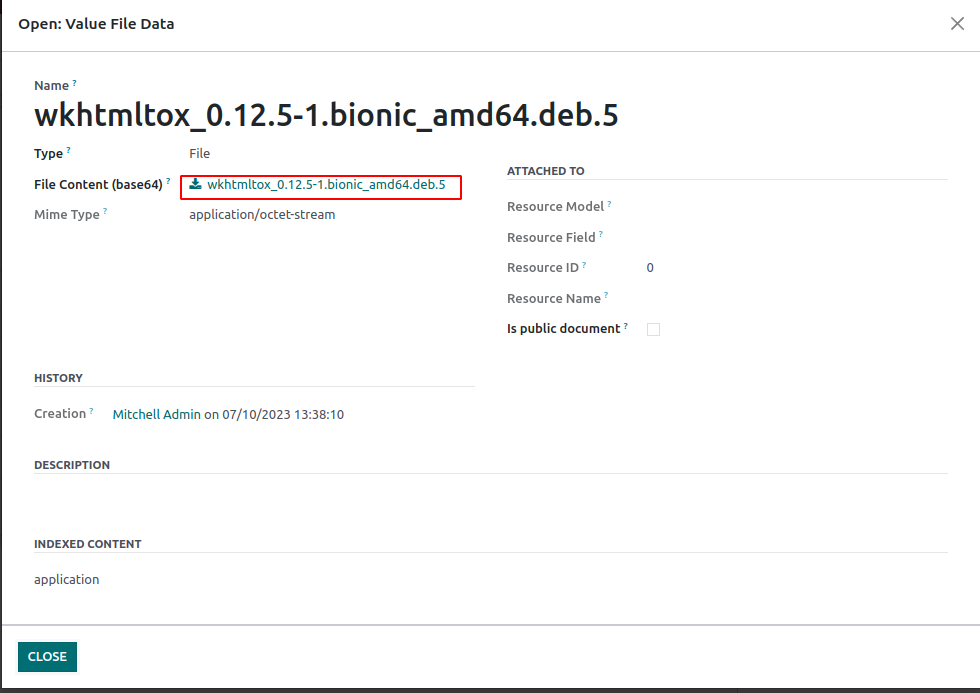 Open: Value File Data
Name ?
wkhtmltox_0.12.5-1.bionic_amd64.deb.5
Type ? File
File Content (base64) ? wkhtmltox_0.12.5-1.bionic_amd64.deb.5
Mime Type ? application/octet-stream
ATTACHED TO
Resource Model ?
Resource Field ?
Resource ID ? 0
Resource Name ?
Is public document ?
HISTORY
Creation ? Mitchell Admin on 07/10/2023 13:38:10
DESCRIPTION
INDEXED CONTENT
application
CLOSE